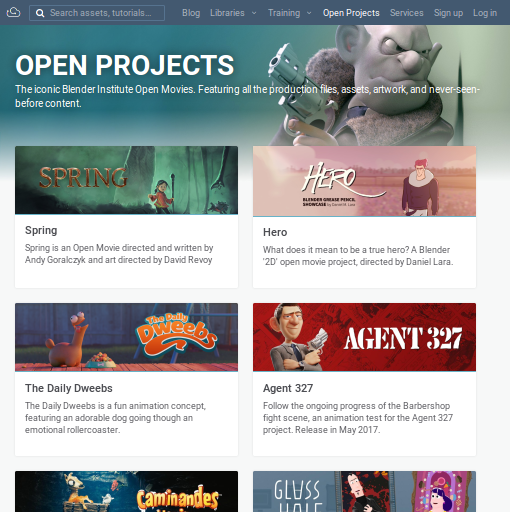 Search assets, tutorials...
Blog
Libraries
Training
Open Projects
Services
Sign up
Log in
OPEN PROJECTS
The iconic Blender Institute Open Movies. Featuring all the production files, assets, artwork, and never-seen-
before content.
SPRING
HERO
BLENDER GREASE PENCIL
SHOWCASE by Daniel M. Lara
Spring
Spring is an Open Movie directed and written by
Andy Goralczyk and art directed by David Revoy
Hero
What does it mean to be a true hero? A Blender
'2D' open movie project, directed by Daniel Lara.
The Daily
Dweebs
AGENT 327
The Daily Dweebs
The Daily Dweebs is a fun animation concept,
featuring an adorable dog going though an
emotional rollercoaster.
Agent 327
Follow the ongoing progress of the Barbershop
fight scene, an animation test for the Agent 327
project. Release in May 2017.
Caminandes
GLASS
HALF